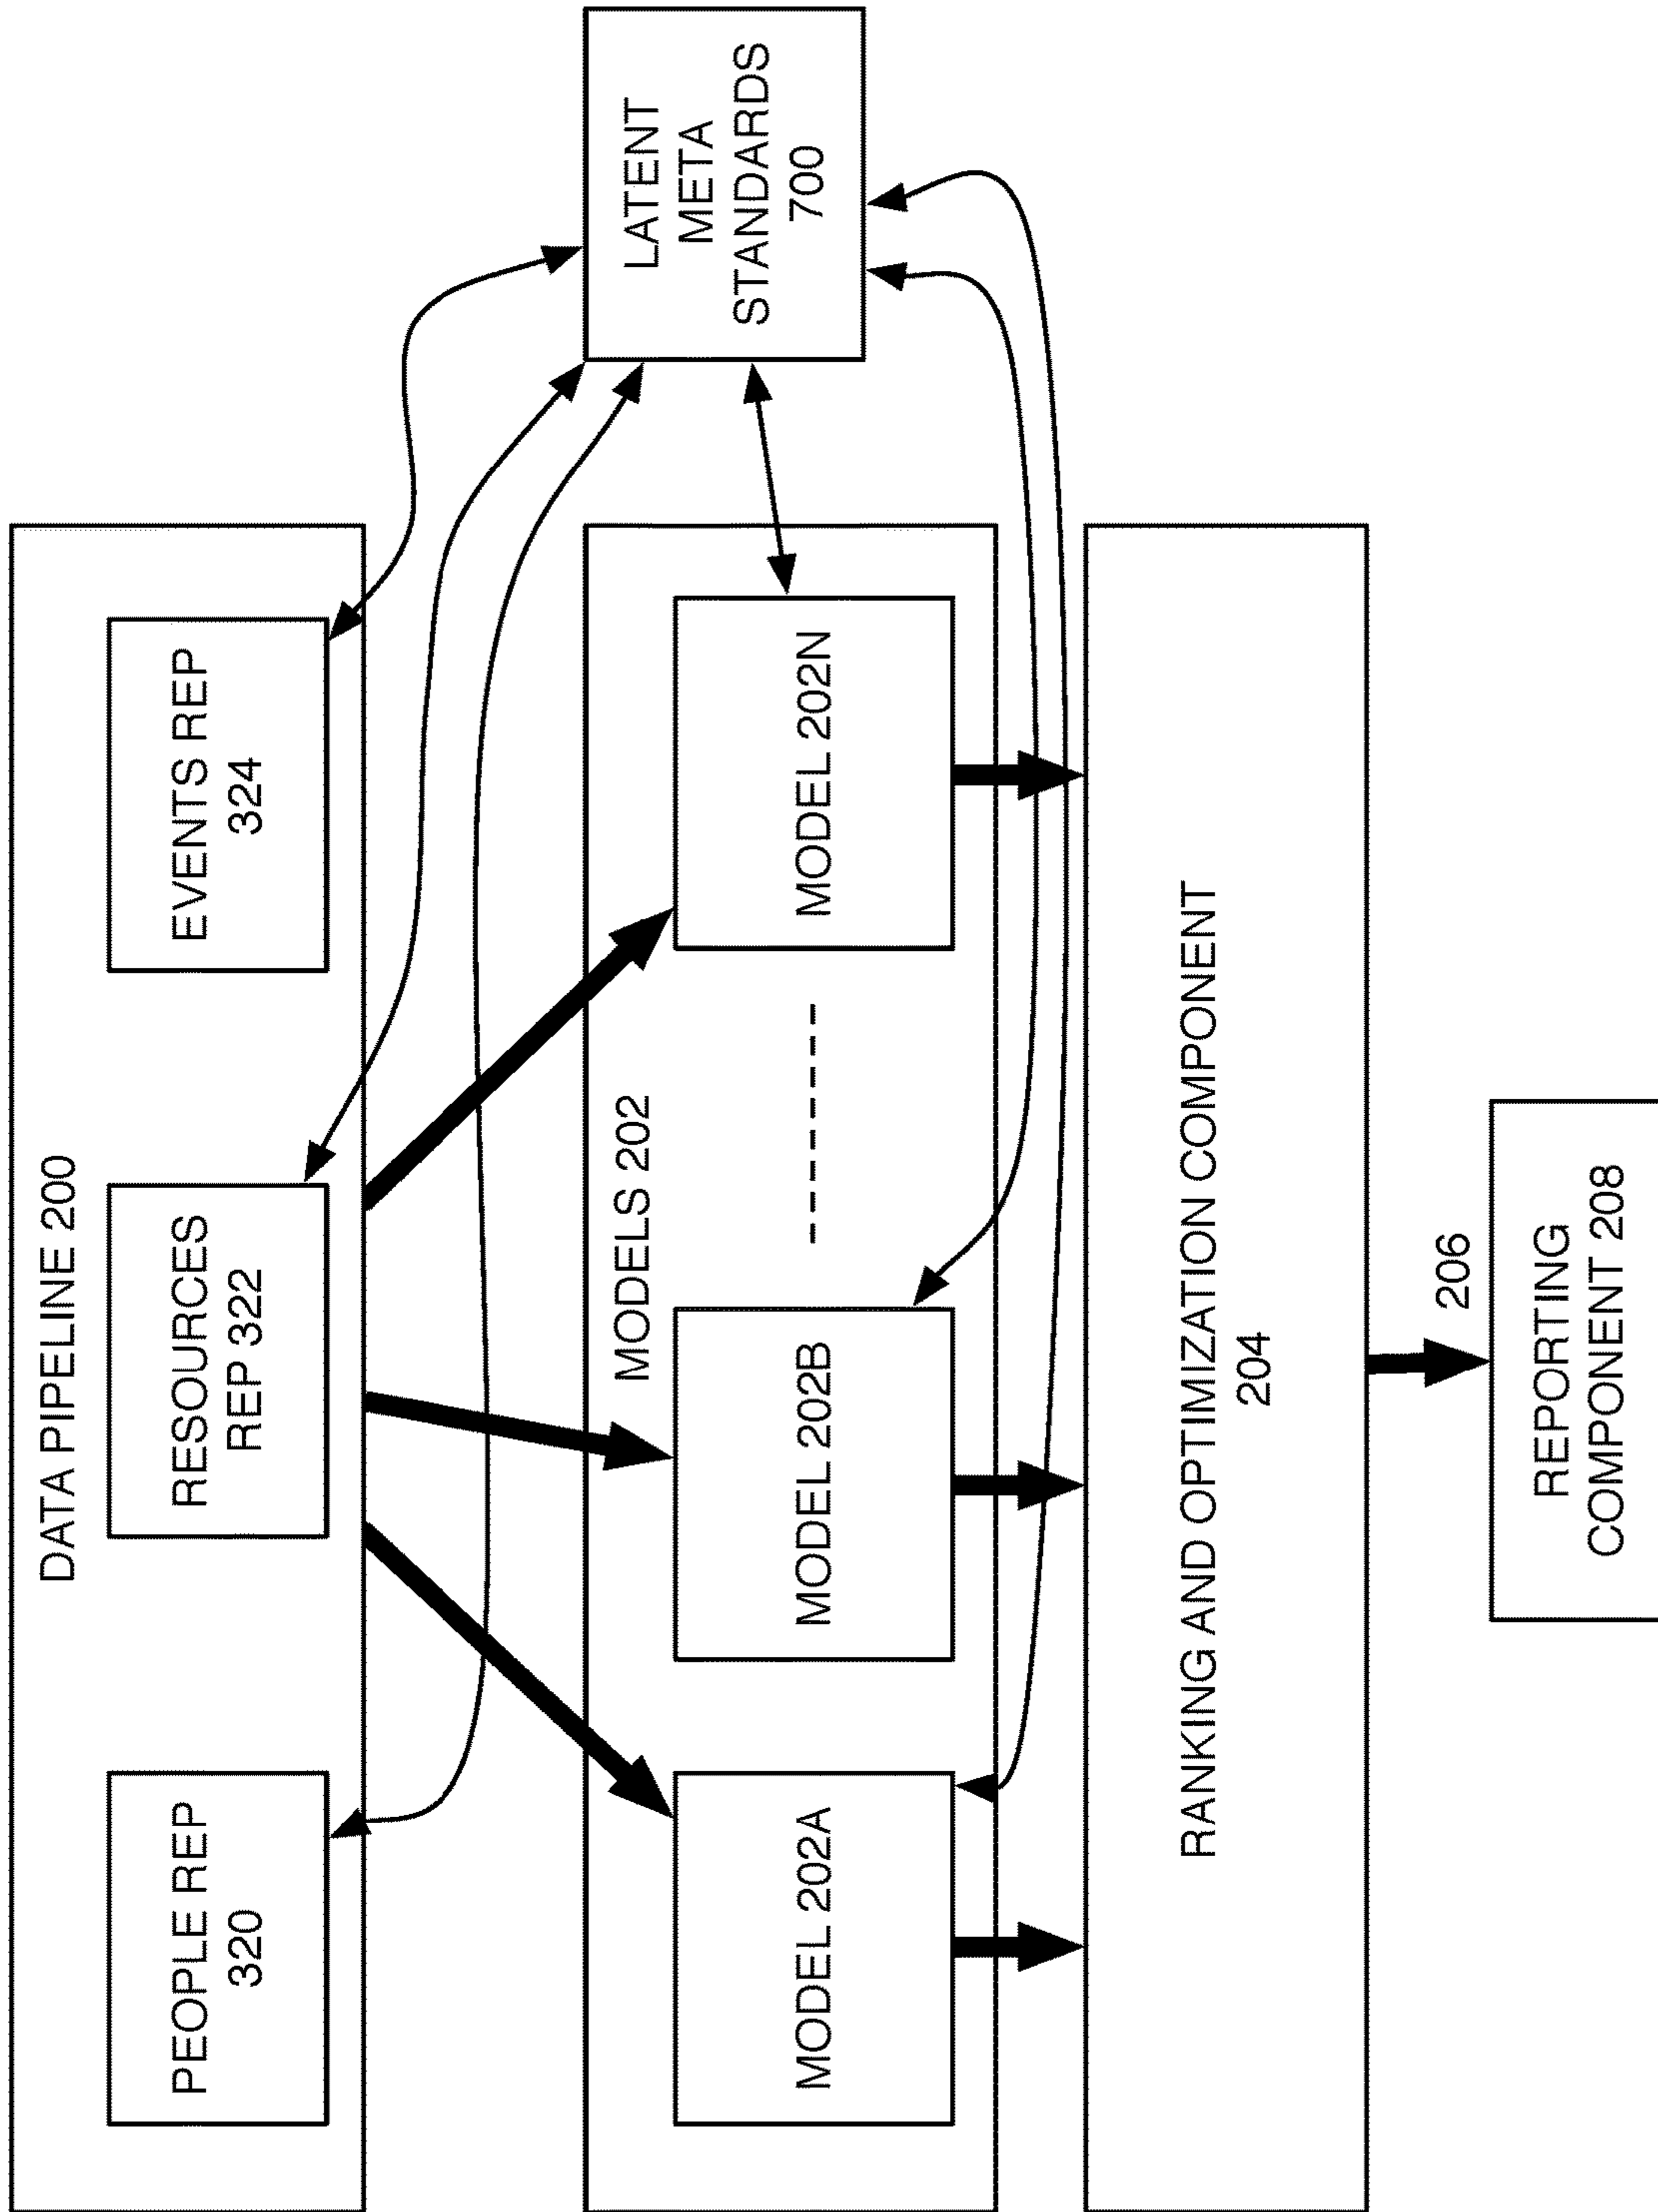 DATA PIPELINE 200
PEOPLE REP
320
RESOURCES
REP 322
EVENTS REP
324
LATENT
META
STANDARDS
700
MODELS 202
MODEL 202A
MODEL 202B
MODEL 202N
RANKING AND OPTIMIZATION COMPONENT
204
206
REPORTING
COMPONENT 208